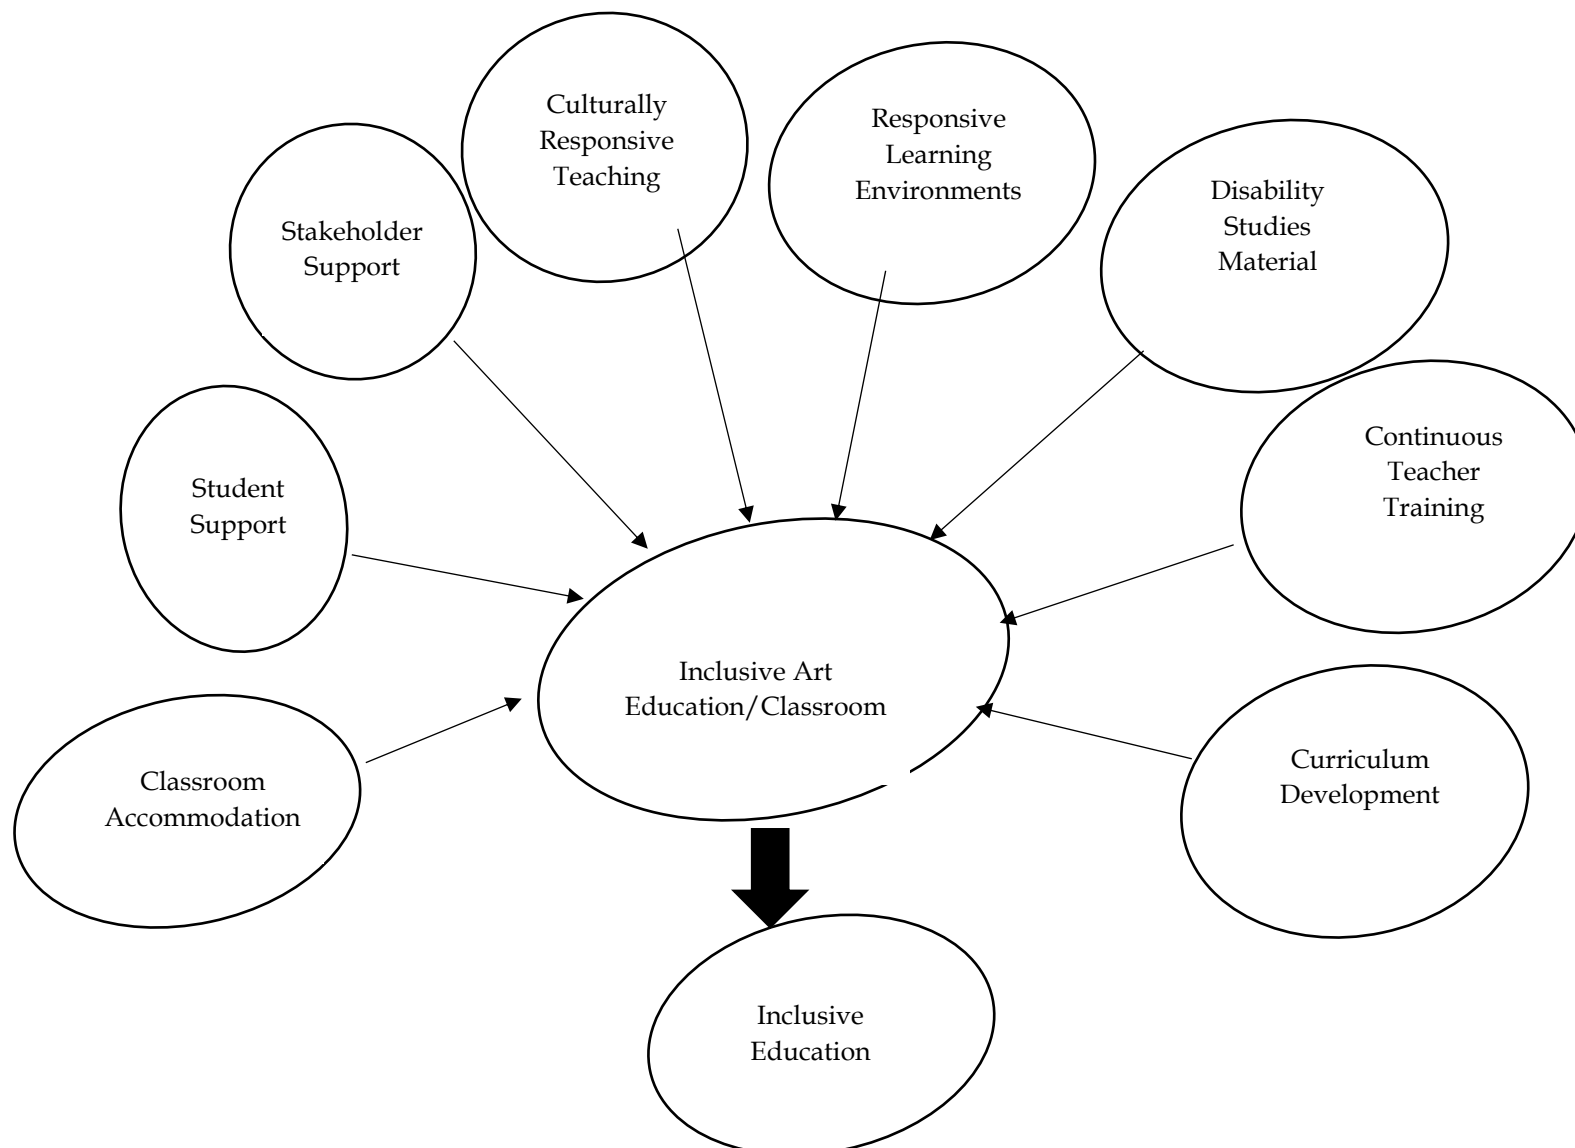 Culturally
Responsive
Teaching
Responsive
Learning
Environments
Disability
Studies
Material
Stakeholder
Support
Continuous
Teacher
Training
Student
Support
Inclusive Art
Education/Classroom
Classroom
Accommodation
Curriculum
Development
Inclusive
Education